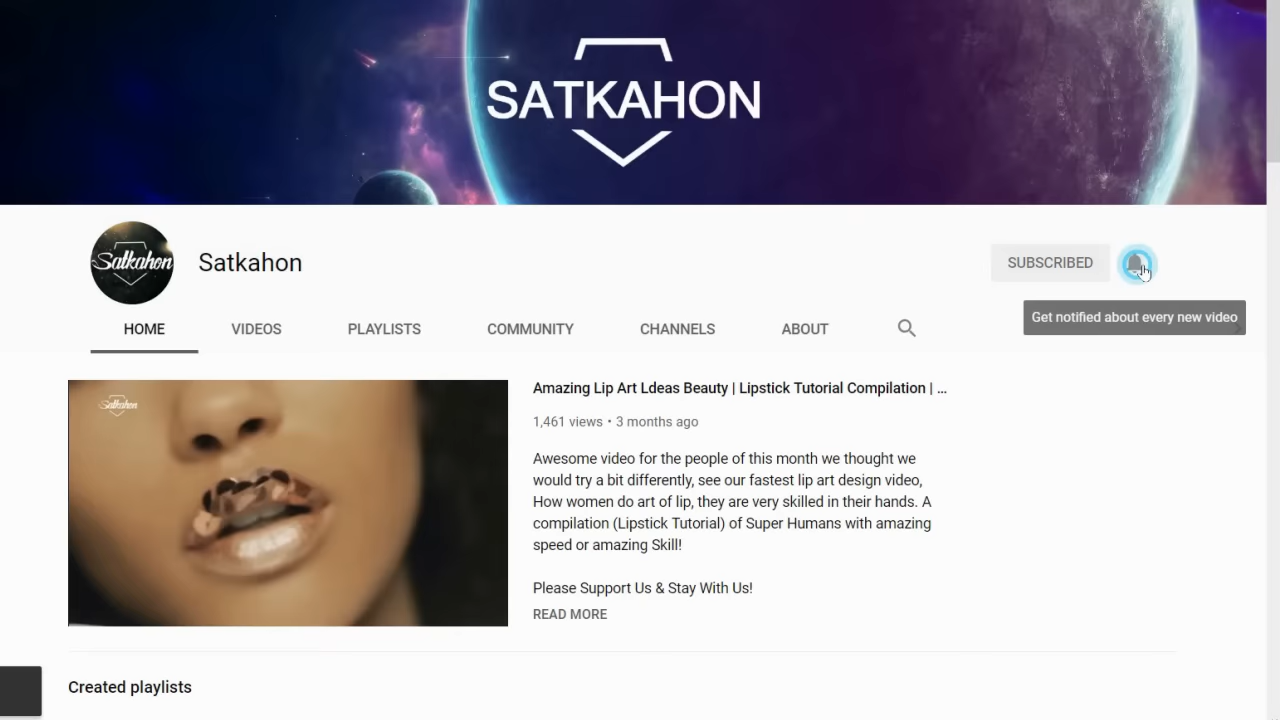 SATKAHON
Satkahon
Satkahon
SUBSCRIBED
Get notified about every new video
HOME
VIDEOS
PLAYLISTS
COMMUNITY
CHANNELS
ABOUT
Satkahon
Amazing Lip Art Ldeas Beauty | Lipstick Tutorial Compilation | ...
1,461 views • 3 months ago
Awesome video for the people of this month we thought we
would try a bit differently, see our fastest lip art design video,
How women do art of lip, they are very skilled in their hands. A
compilation (Lipstick Tutorial) of Super Humans with amazing
speed or amazing Skill!
Please Support Us & Stay With Us!
READ MORE
Created playlists